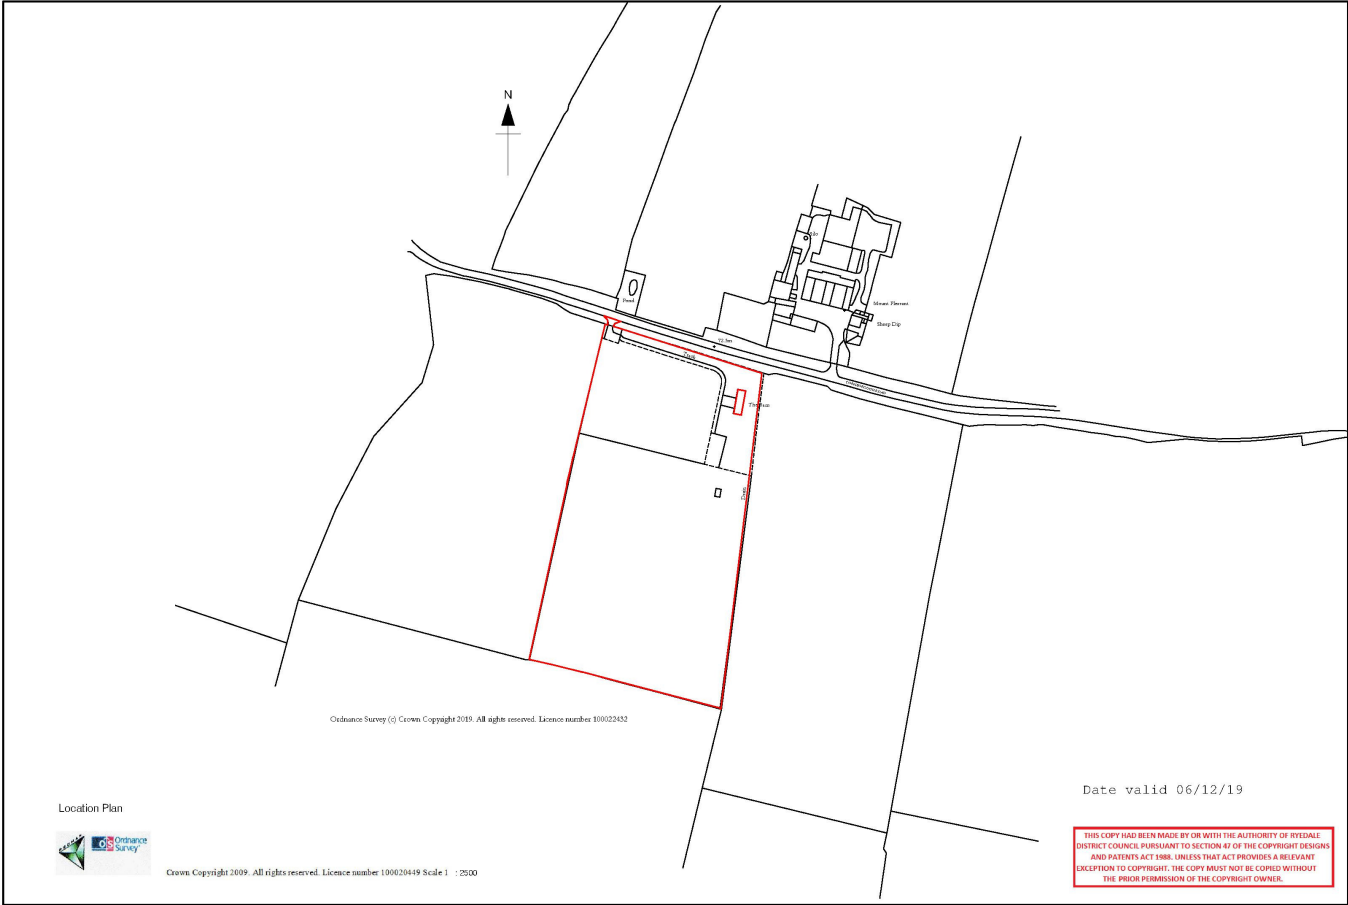 N
Silo
Pond
Mount Pleasant
Sheep Dip
72.3m
Track
Drain
Ordnance Survey (c) Crown Copyright 2019. All rights reserved. Licence number 100022432
Date valid 06/12/19
Location Plan
OS Ordnance
Survey
Crown Copyright 2009. All rights reserved. Licence number 100020449 Scale 1 : 2500
THIS COPY HAD BEEN MADE BY OR WITH THE AUTHORITY OF RYEDALE
DISTRICT COUNCIL PURSUANT TO SECTION 47 OF THE COPYRIGHT DESIGNS
AND PATENTS ACT 1988. UNLESS THAT ACT PROVIDES A RELEVANT
EXCEPTION TO COPYRIGHT. THE COPY MUST NOT BE COPIED WITHOUT
THE PRIOR PERMISSION OF THE COPYRIGHT OWNER.